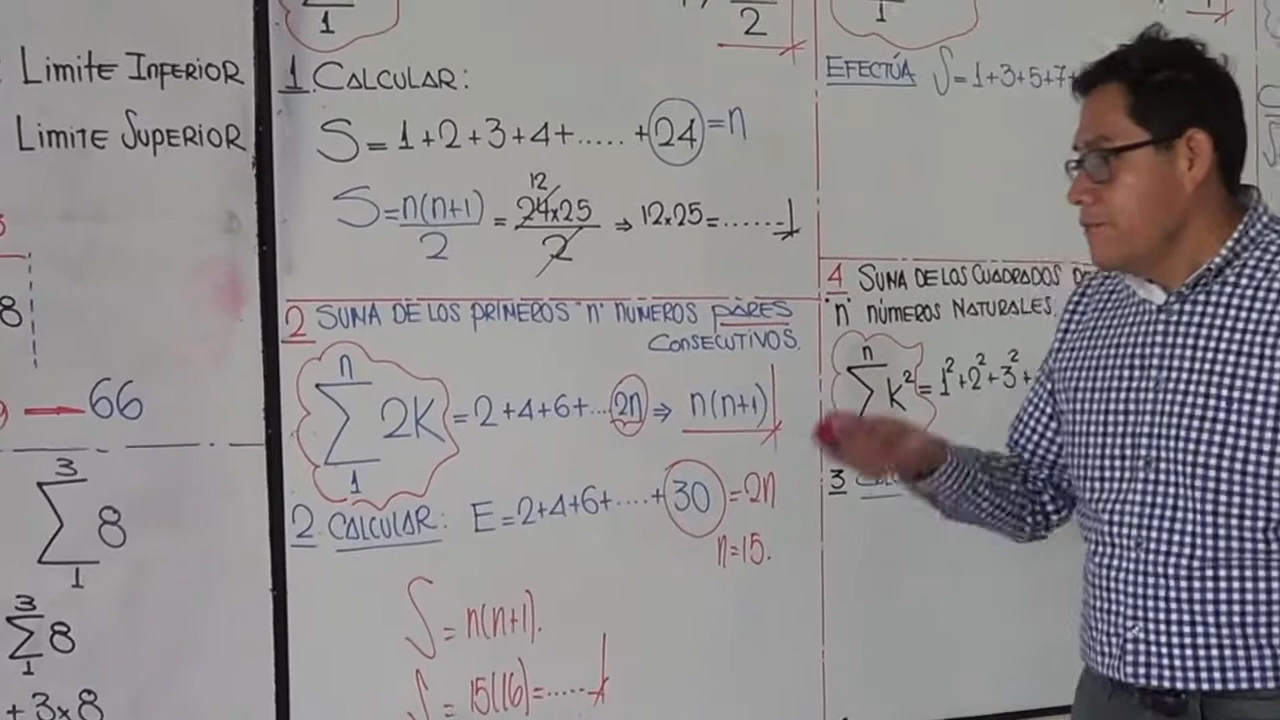 Limite Inferior
Limite Superior
8
66
3
∑ 8
1
3
∑ 8
1
+ 3x8
1
2
1. CALCULAR:
S = 1+2+3+4+..... +24 = n
S = n(n+1)/2 = 24x25/2 ⇒ 12x25=......
12
2 SUMA DE LOS PRIMEROS "n" NUMEROS PARES
CONSECUTIVOS.
n
∑ 2K = 2+4+6+...2n ⇒ n(n+1)
1
2. CALCULAR: E = 2+4+6+....+30 = 2n
n=15.
S = n(n+1).
S = 15(16)=.....
1
EFECTÚA S=1+3+5+7+
4 SUMA DE LOS CUADRADOS DE
"n" NÚMEROS NATURALES.
n
∑ K² = 1²+2²+3²+
3